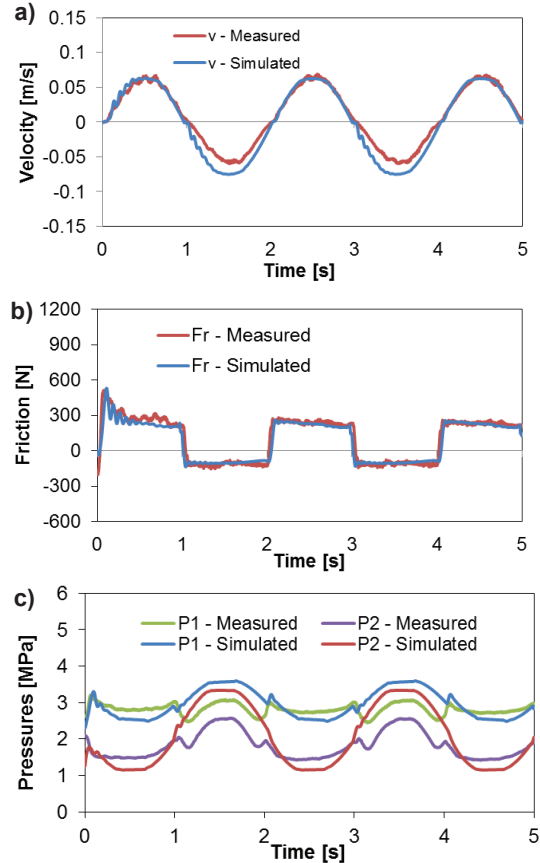 a)
0.15
0.1
0.05
0
-0.05
-0.1
-0.15
Velocity [m/s]
v - Measured
v - Simulated
0 1 2 3 4 5
Time [s]
b)
1200
900
600
300
0
-300
-600
Friction [N]
Fr - Measured
Fr - Simulated
0 1 2 3 4 5
Time [s]
c)
6
5
4
3
2
1
0
Pressures [MPa]
P1 - Measured P2 - Measured
P1 - Simulated P2 - Simulated
0 1 2 3 4 5
Time [s]